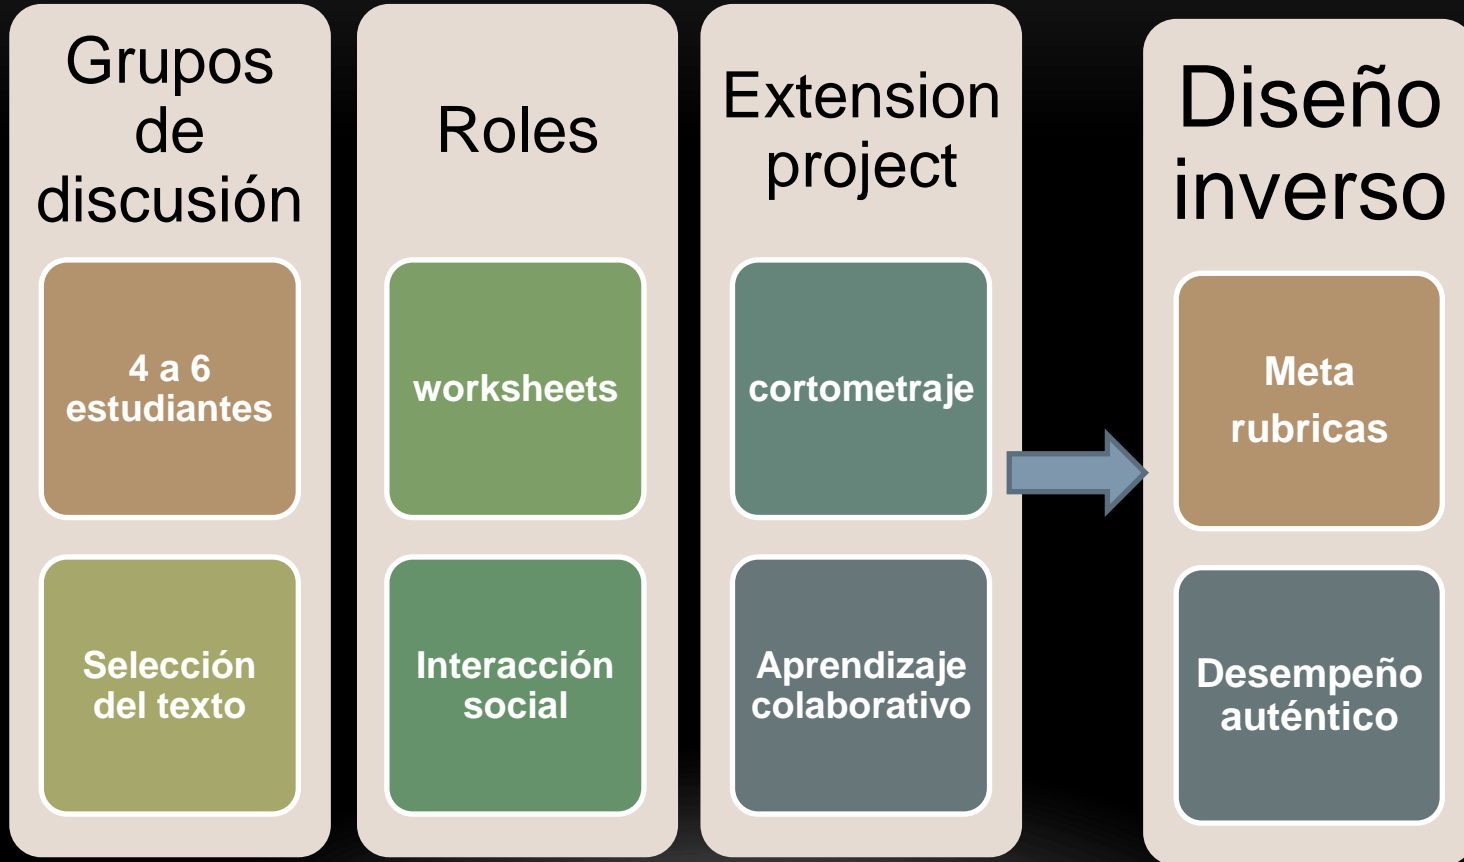 Grupos
de
discusión
4 a 6
estudiantes
Selección
del texto
Roles
worksheets
Interacción
social
Extension
project
cortometraje
Aprendizaje
colaborativo
Diseño
inverso
Meta
rubricas
Desempeño
auténtico